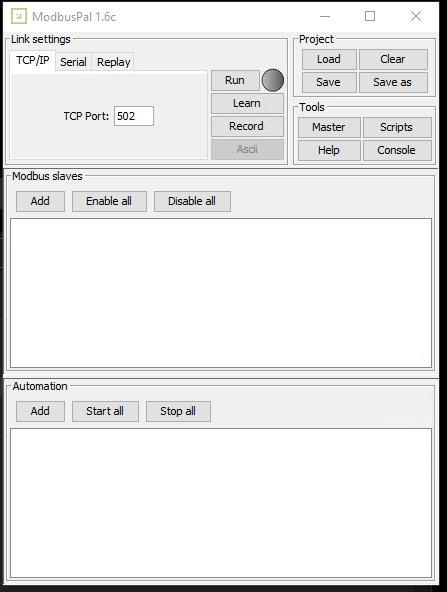 ModbusPal 1.6c
Link settings
TCP/IP Serial Replay
TCP Port: 502
Run
Learn
Record
Ascii
Project
Load Clear
Save Save as
Tools
Master Scripts
Help Console
Modbus slaves
Add Enable all Disable all
Automation
Add Start all Stop all